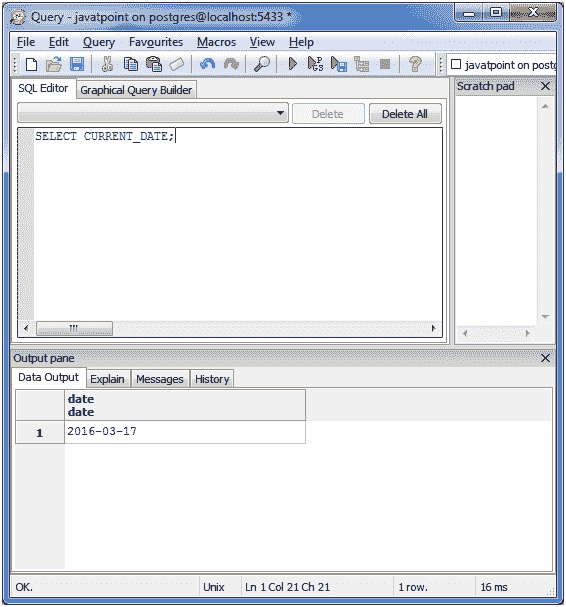 Query - javatpoint on postgres@localhost:5433 *
File Edit Query Favourites Macros View Help
javatpoint on postg
SQL Editor Graphical Query Builder
Scratch pad
Delete Delete All
SELECT CURRENT_DATE;
Output pane
Data Output Explain Messages History
date
date
1 2016-03-17
OK. Unix Ln 1 Col 21 Ch 21 1 row. 16 ms